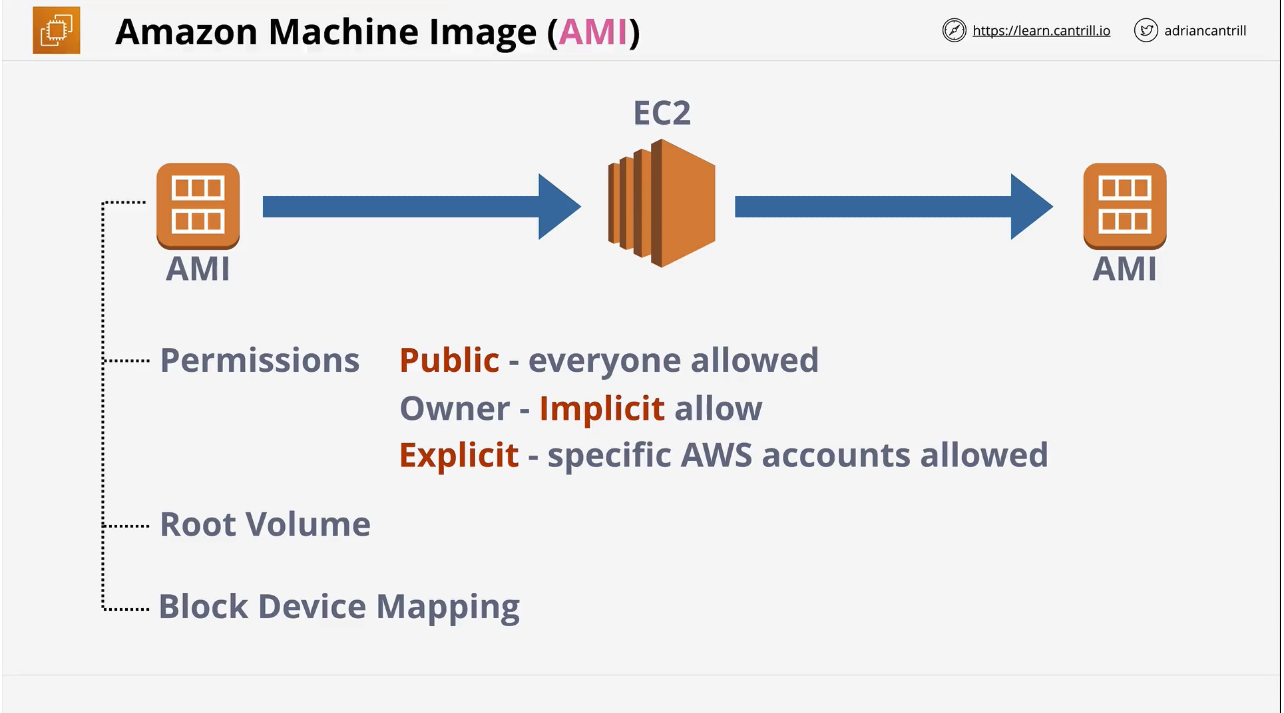 Amazon Machine Image (AMI)
https://learn.cantrill.io
adriancantrill
EC2
AMI
AMI
Permissions
Public - everyone allowed
Owner - Implicit allow
Explicit - specific AWS accounts allowed
Root Volume
Block Device Mapping